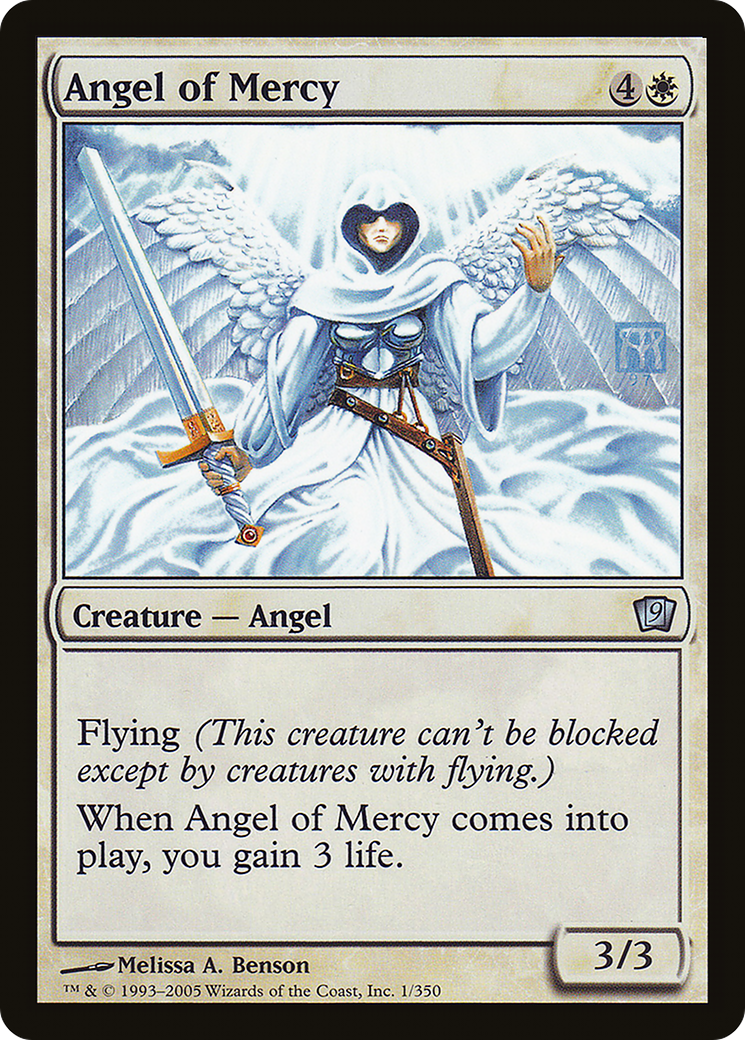 Angel of Mercy 4
Creature — Angel 9
Flying (This creature can't be blocked
except by creatures with flying.)
When Angel of Mercy comes into
play, you gain 3 life.
3/3
Melissa A. Benson
™ & © 1993–2005 Wizards of the Coast, Inc. 1/350